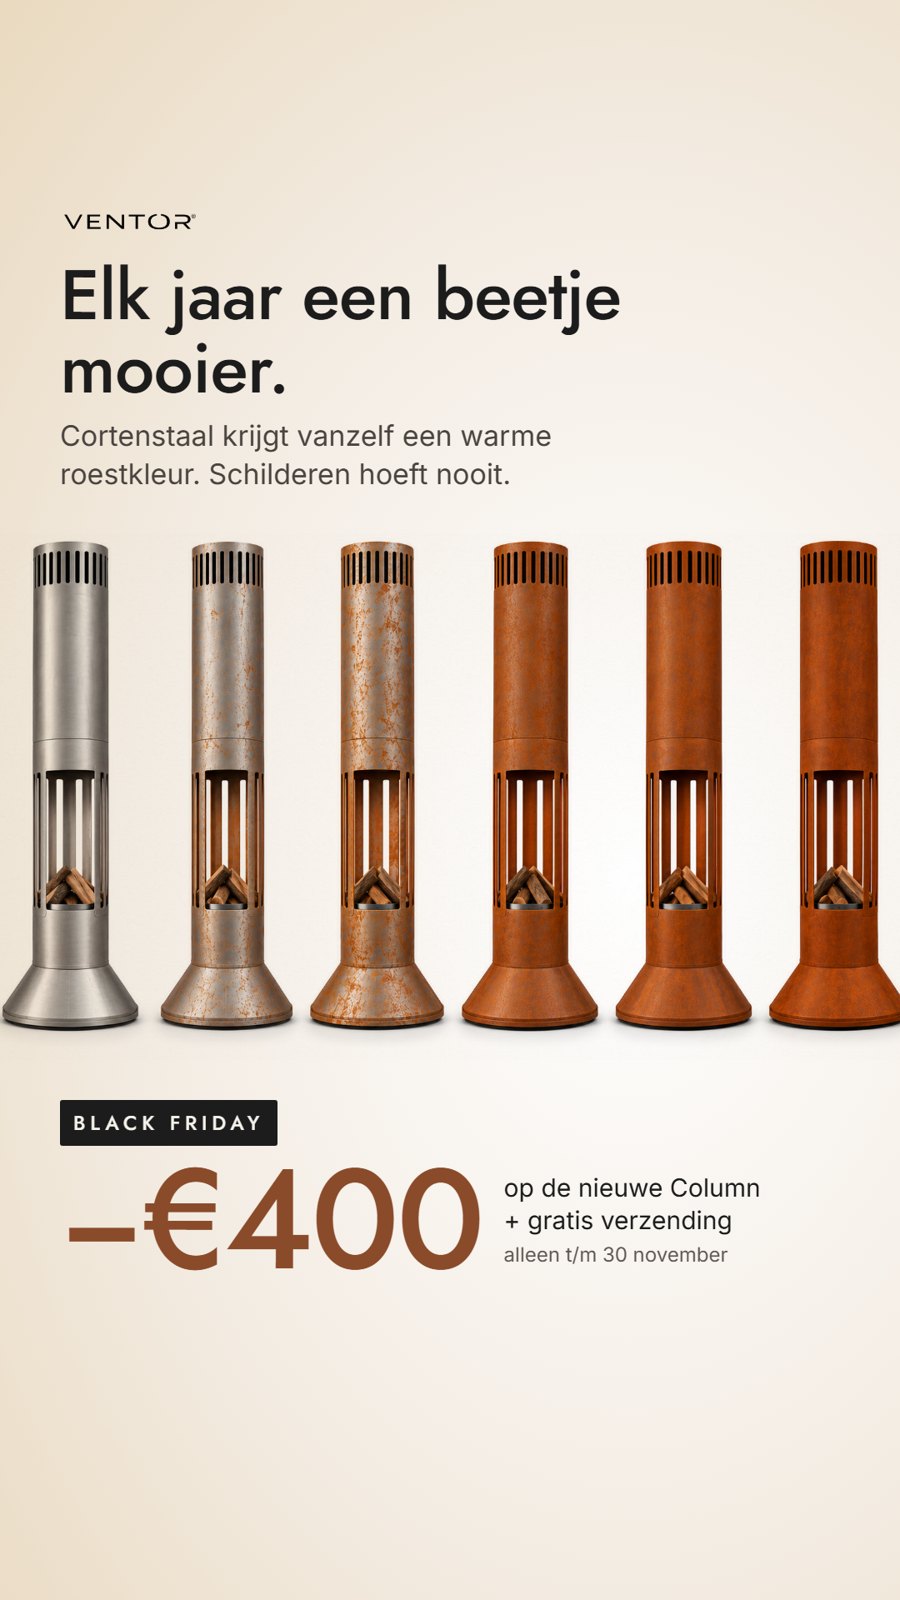 VENTOR®
Elk jaar een beetje
mooier.
Cortenstaal krijgt vanzelf een warme
roestkleur. Schilderen hoeft nooit.
BLACK FRIDAY
–€400
op de nieuwe Column
+ gratis verzending
alleen t/m 30 november